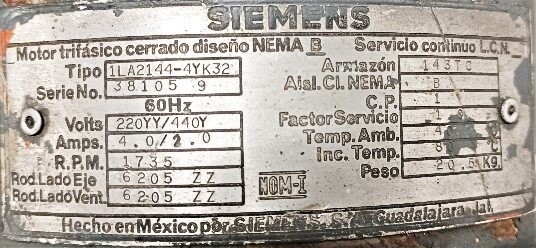 SIEMENS
Motor trifásico cerrado diseño NEMA B Servicio continuo L.C.N.
Tipo 1LA2144-4YK32 Armazón 143TC
Serie No. 38105 9 Aisl. Cl. NEMA B
60Hz C.P. 1
Volts 220YY/440Y Factor Servicio
Amps. 4.0/2.0 Temp. Amb.
R.P.M. 1735 Inc. Temp. C
Rod. Lado Eje 6205 ZZ Peso 20.5 Kg.
Rod. Lado Vent. 6205 ZZ NOM-I
Hecho en México por SIEMENS, S.A. Guadalajara, Jal.